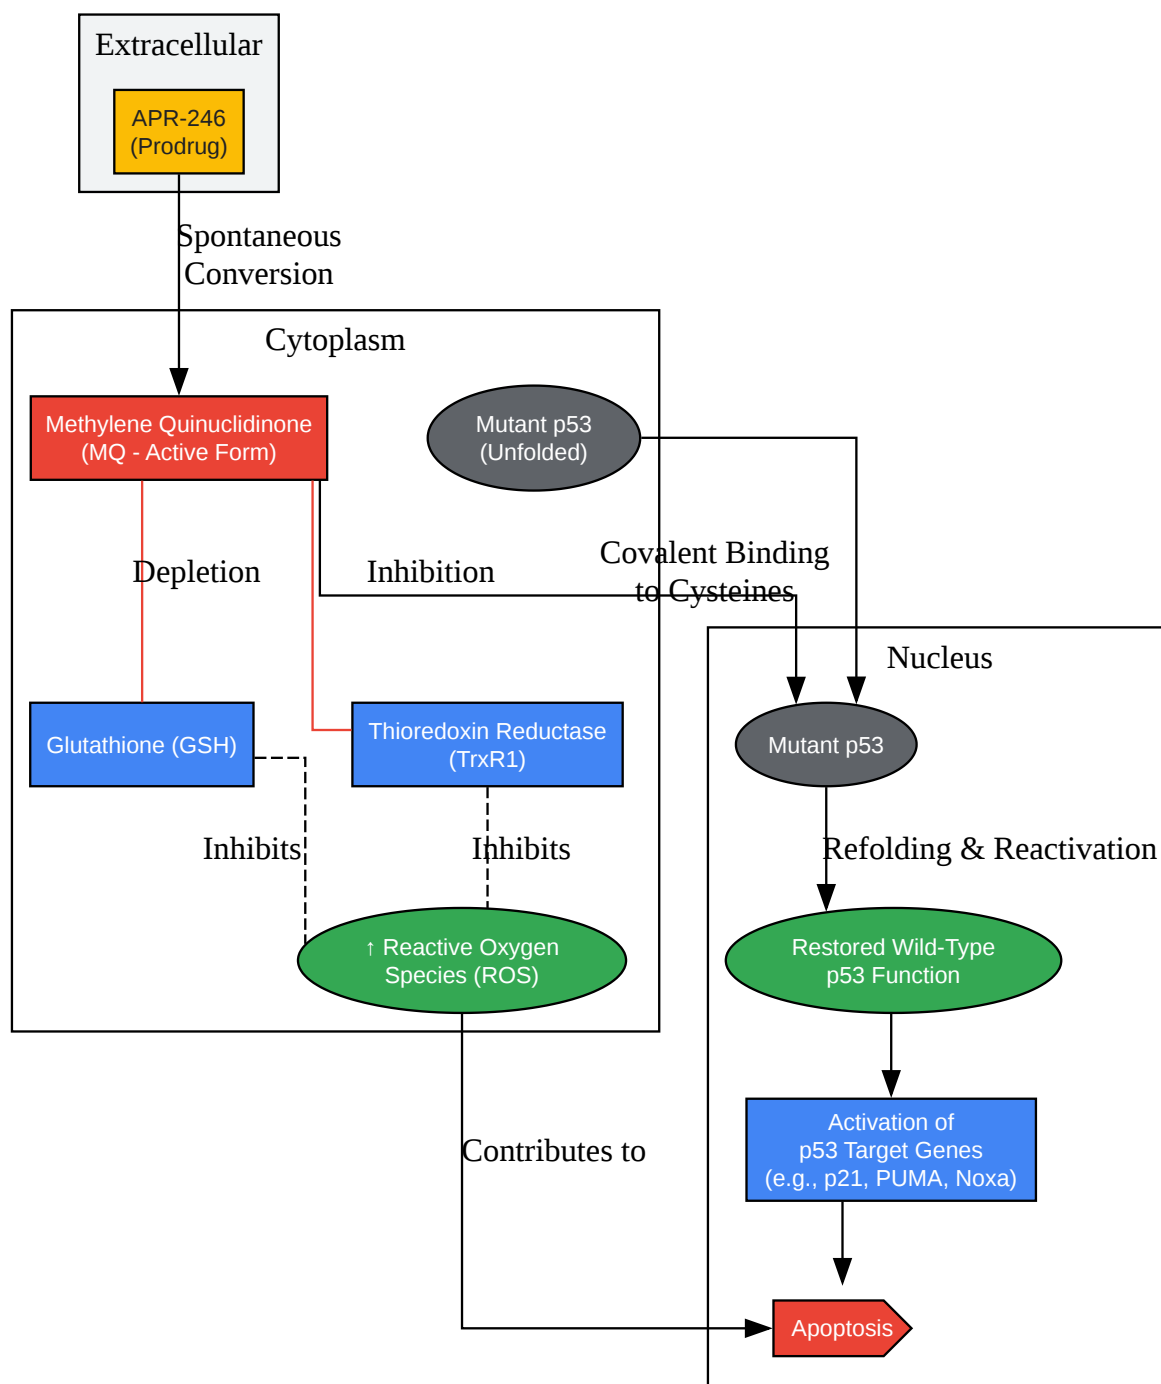 Extracellular
APR-246
(Prodrug)
Spontaneous
Conversion
Cytoplasm
Methylene Quinuclidinone
(MQ - Active Form)
Mutant p53
(Unfolded)
Depletion
Inhibition
Covalent Binding
to Cysteines
Nucleus
Glutathione (GSH)
Thioredoxin Reductase
(TrxR1)
Mutant p53
Inhibits
Inhibits
Refolding & Reactivation
↑ Reactive Oxygen
Species (ROS)
Restored Wild-Type
p53 Function
Contributes to
Activation of
p53 Target Genes
(e.g., p21, PUMA, Noxa)
Apoptosis